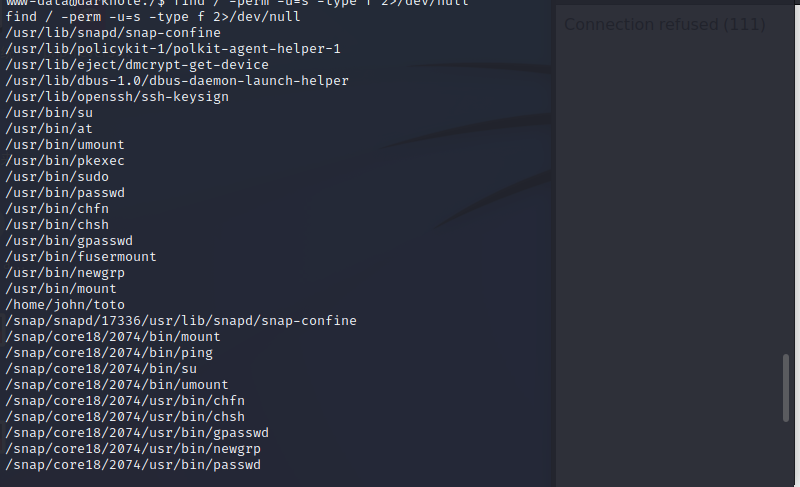 www-data@darkhole:/$ find / -perm -u=s -type f 2>/dev/null
find / -perm -u=s -type f 2>/dev/null
/usr/lib/snapd/snap-confine
/usr/lib/policykit-1/polkit-agent-helper-1
/usr/lib/eject/dmcrypt-get-device
/usr/lib/dbus-1.0/dbus-daemon-launch-helper
/usr/lib/openssh/ssh-keysign
/usr/bin/su
/usr/bin/at
/usr/bin/umount
/usr/bin/pkexec
/usr/bin/sudo
/usr/bin/passwd
/usr/bin/chfn
/usr/bin/chsh
/usr/bin/gpasswd
/usr/bin/fusermount
/usr/bin/newgrp
/usr/bin/mount
/home/john/toto
/snap/snapd/17336/usr/lib/snapd/snap-confine
/snap/core18/2074/bin/mount
/snap/core18/2074/bin/ping
/snap/core18/2074/bin/su
/snap/core18/2074/bin/umount
/snap/core18/2074/usr/bin/chfn
/snap/core18/2074/usr/bin/chsh
/snap/core18/2074/usr/bin/gpasswd
/snap/core18/2074/usr/bin/newgrp
/snap/core18/2074/usr/bin/passwd
Connection refused (111)